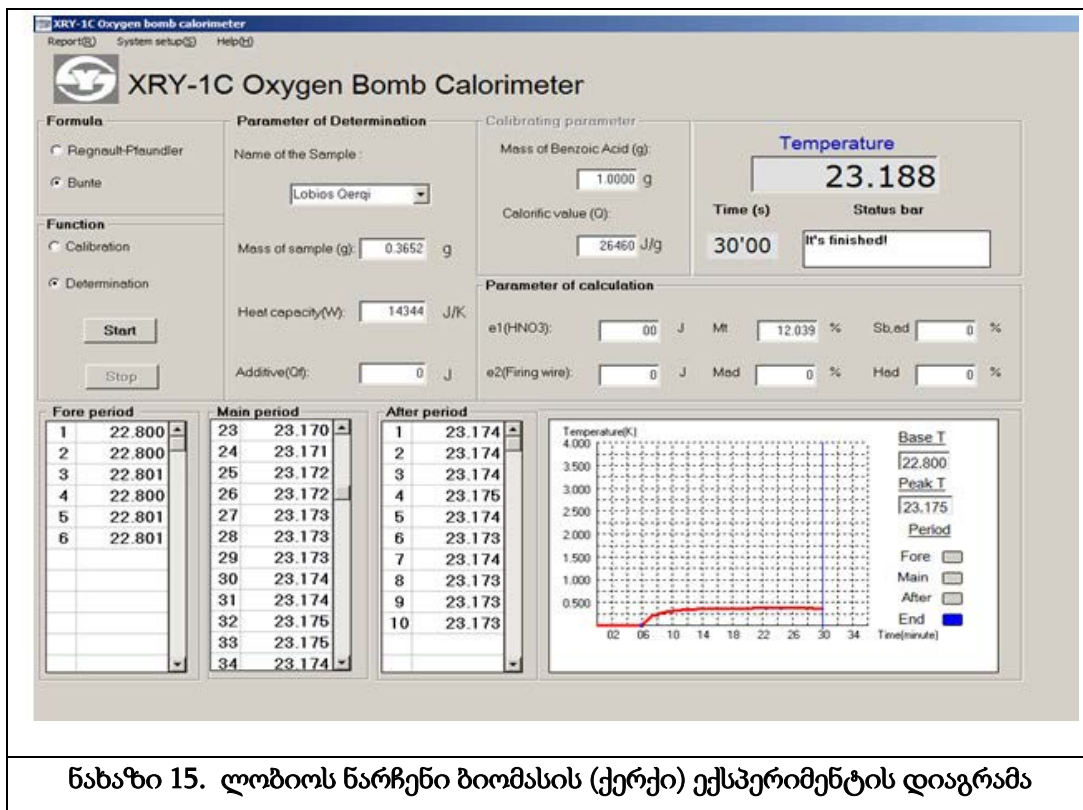 XRY-1C Oxygen bomb calorimeter
Report(R) System setup(S) Help(H)
XRY-1C Oxygen Bomb Calorimeter
Formula
Regnault-Pfaundler
Bunte
Function
Calibration
Determination
Start
Stop
Parameter of Determination
Name of the Sample :
Lobios Qerqi
Mass of sample (g): 0.3652 g
Heat capacity(W): 14344 J/K
Additive(Qf): 0 J
Calibrating parameter
Mass of Benzoic Acid (g):
1.0000 g
Calorific value (Q):
26460 J/g
Temperature
23.188
Time (s) Status bar
30'00 It's finished!
Parameter of calculation
e1(HNO3): 00 J Mt 12.039 % Sb,ad 0 %
e2(Firing wire): 0 J Mad 0 % Had 0 %
Fore period
1 22.800
2 22.800
3 22.801
4 22.800
5 22.801
6 22.801
Main period
23 23.170
24 23.171
25 23.172
26 23.172
27 23.173
28 23.173
29 23.173
30 23.174
31 23.174
32 23.175
33 23.175
34 23.174
After period
1 23.174
2 23.174
3 23.174
4 23.175
5 23.174
6 23.173
7 23.174
8 23.173
9 23.173
10 23.173
Temperature(K)
4.000
3.500
3.000
2.500
2.000
1.500
1.000
0.500
02 06 10 14 18 22 26 30 34 Time(minute)
Base T
22.800
Peak T
23.175
Period
Fore
Main
After
End
ნახაზი 15. ლობიოს ნარჩენი ბიომასის (ქერქი) ექსპერიმენტის დიაგრამა